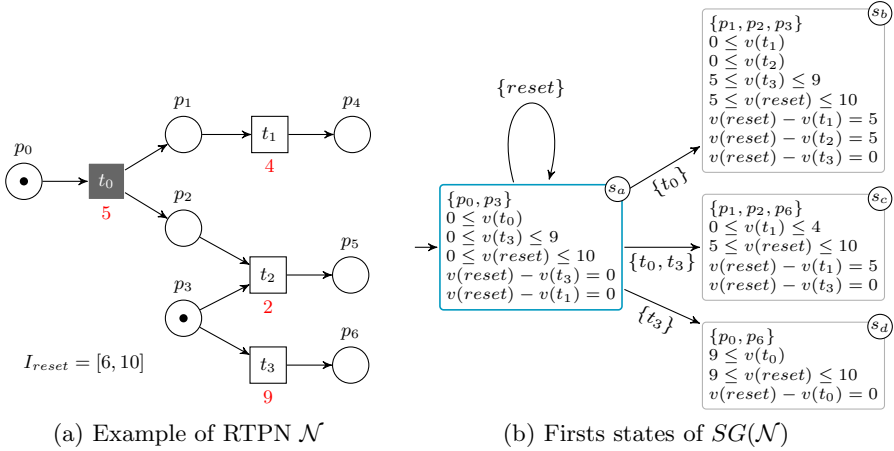 p₀
t₀
5
p₁
t₁
4
p₄
p₂
t₂
2
p₅
p₃
t₃
9
p₆
I_{reset} = [6, 10]
(a) Example of RTPN 𝒩
{reset}
s_a
{p₀, p₃}
0 ≤ v(t₀)
0 ≤ v(t₃) ≤ 9
0 ≤ v(reset) ≤ 10
v(reset) − v(t₃) = 0
v(reset) − v(t₁) = 0
{t₀}
{t₀, t₃}
{t₃}
s_b
{p₁, p₂, p₃}
0 ≤ v(t₁)
0 ≤ v(t₂)
5 ≤ v(t₃) ≤ 9
5 ≤ v(reset) ≤ 10
v(reset) − v(t₁) = 5
v(reset) − v(t₂) = 5
v(reset) − v(t₃) = 0
s_c
{p₁, p₂, p₆}
0 ≤ v(t₁) ≤ 4
5 ≤ v(reset) ≤ 10
v(reset) − v(t₁) = 5
v(reset) − v(t₃) = 0
s_d
{p₀, p₆}
9 ≤ v(t₀)
9 ≤ v(reset) ≤ 10
v(reset) − v(t₀) = 0
(b) Firsts states of SG(𝒩)